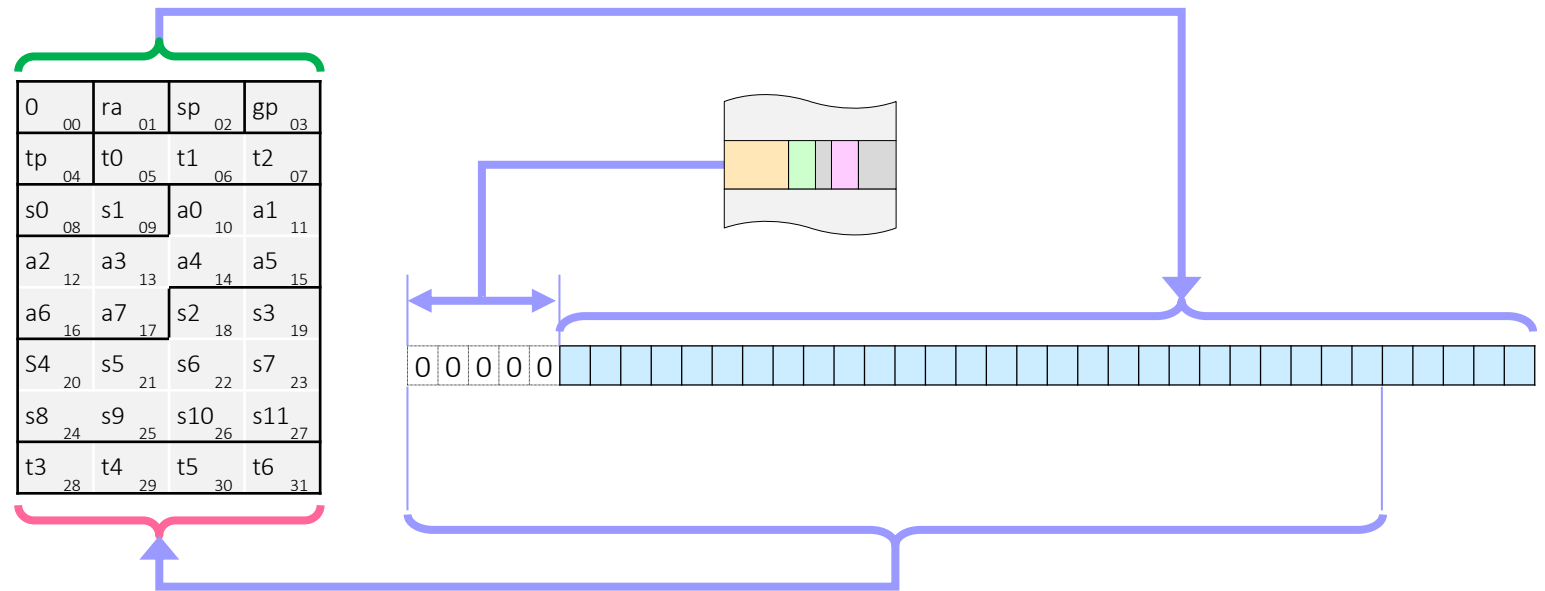 0 00 ra 01 sp 02 gp 03
tp 04 t0 05 t1 06 t2 07
s0 08 s1 09 a0 10 a1 11
a2 12 a3 13 a4 14 a5 15
a6 16 a7 17 s2 18 s3 19
S4 20 s5 21 s6 22 s7 23
s8 24 s9 25 s10 26 s11 27
t3 28 t4 29 t5 30 t6 31
0 0 0 0 0